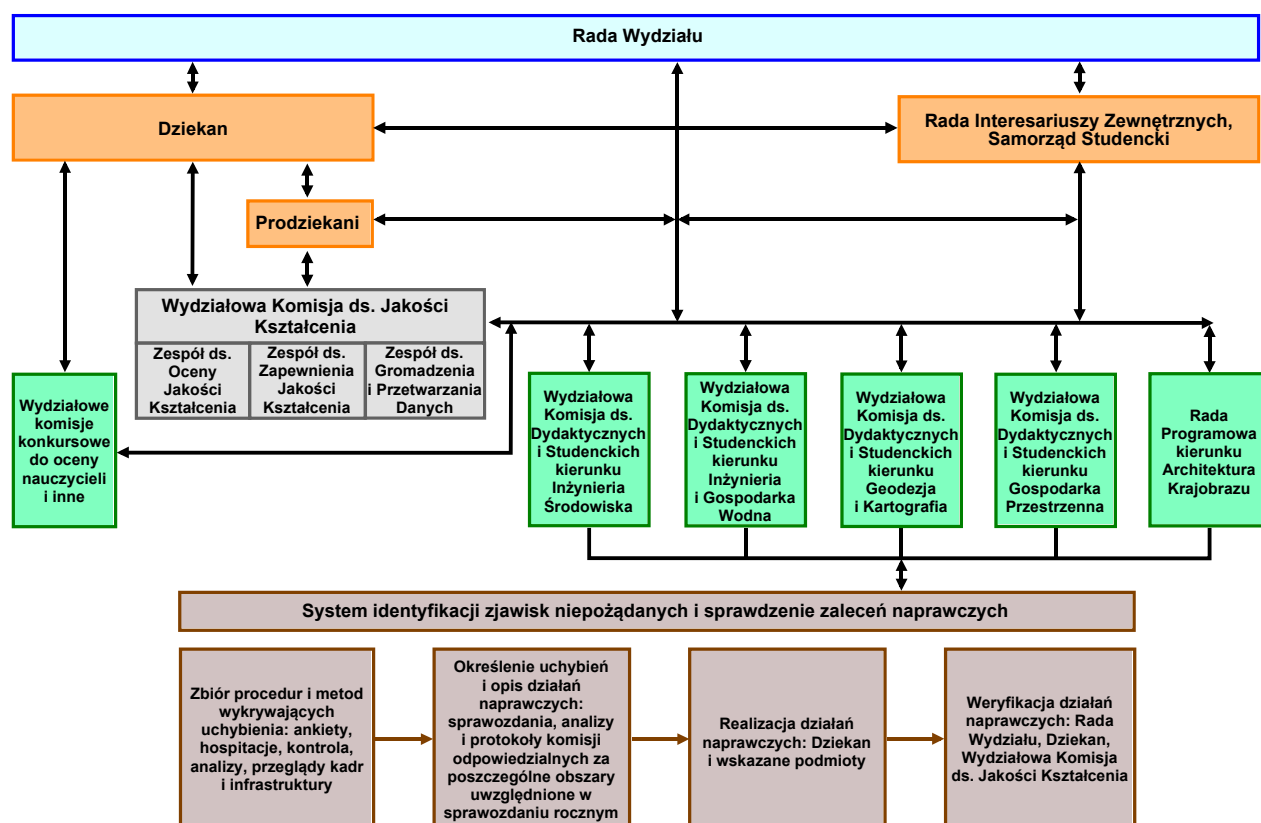 Rada Wydziału
Dziekan
Rada Interesariuszy Zewnętrznych,
Samorząd Studencki
Prodziekani
Wydziałowa Komisja ds. Jakości
Kształcenia
Zespół ds.
Oceny
Jakości
Kształcenia
Zespół ds.
Zapewnienia
Jakości
Kształcenia
Zespół ds.
Gromadzenia
i Przetwarzania
Danych
Wydziałowe
komisje
konkursowe
do oceny
nauczycieli
i inne
Wydziałowa
Komisja ds.
Dydaktycznych
i Studenckich
kierunku
Inżynieria
Środowiska
Wydziałowa
Komisja ds.
Dydaktycznych
i Studenckich
kierunku
Inżynieria
i Gospodarka
Wodna
Wydziałowa
Komisja ds.
Dydaktycznych
i Studenckich
kierunku
Geodezja
i Kartografia
Wydziałowa
Komisja ds.
Dydaktycznych
i Studenckich
kierunku
Gospodarka
Przestrzenna
Rada
Programowa
kierunku
Architektura
Krajobrazu
System identyfikacji zjawisk niepożądanych i sprawdzenie zaleceń naprawczych
Zbiór procedur i metod
wykrywających
uchybienia: ankiety,
hospitacje, kontrola,
analizy, przeglądy kadr
i infrastruktury
Określenie uchybień
i opis działań
naprawczych:
sprawozdania, analizy
i protokoły komisji
odpowiedzialnych za
poszczególne obszary
uwzględnione w
sprawozdaniu rocznym
Realizacja działań
naprawczych: Dziekan
i wskazane podmioty
Weryfikacja działań
naprawczych: Rada
Wydziału, Dziekan,
Wydziałowa Komisja
ds. Jakości Kształcenia